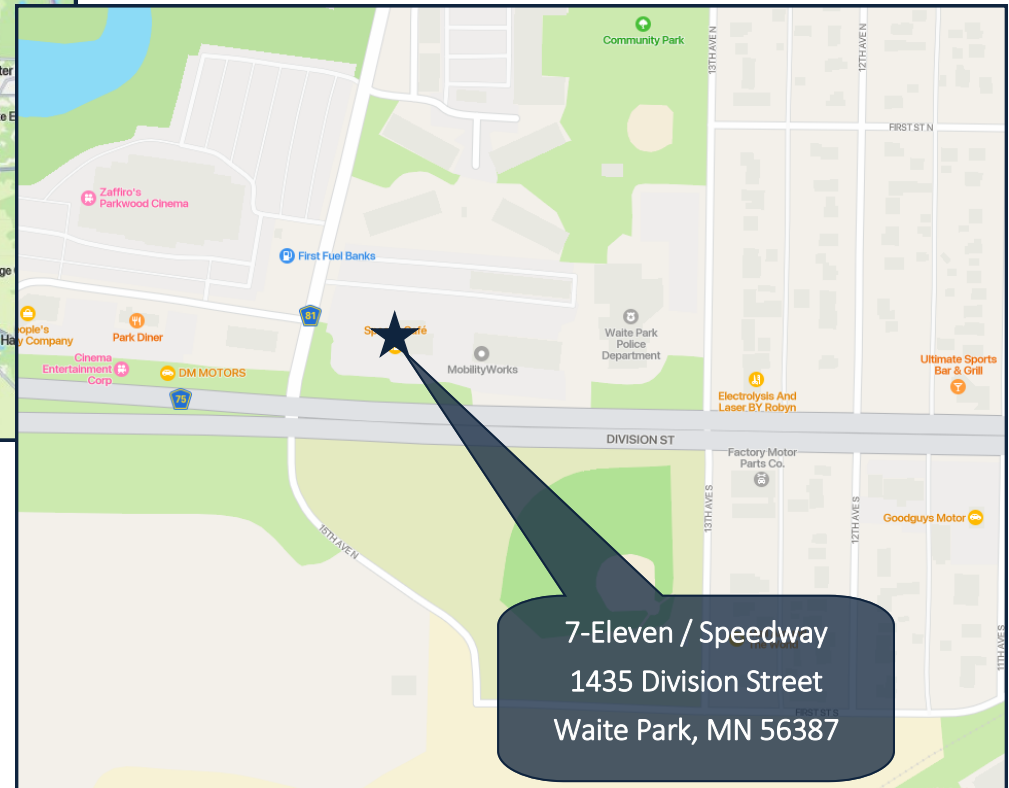 Community Park
13TH AVE N
12TH AVE N
FIRST ST N
Zaffiro's
Parkwood Cinema
First Fuel Banks
81
Park Diner
Cinema
Entertainment
Corp
DM MOTORS
75
MobilityWorks
Waite Park
Police
Department
Electrolysis And
Laser BY Robyn
Ultimate Sports
Bar & Grill
DIVISION ST
Factory Motor
Parts Co.
15TH AVE N
13TH AVE S
12TH AVE S
Goodguys Motor
11TH AVE S
7-Eleven / Speedway
1435 Division Street
Waite Park, MN 56387
FIRST ST S